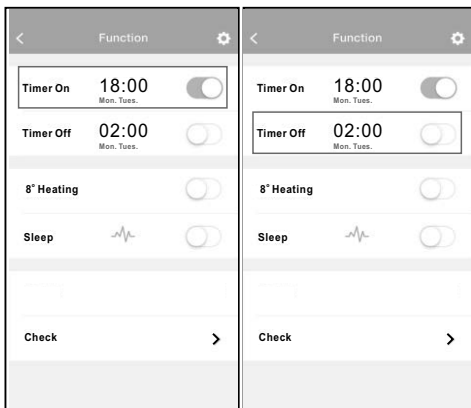 Function
Timer On 18:00
Mon. Tues.
Timer Off 02:00
Mon. Tues.
8° Heating
Sleep
Check
Function
Timer On 18:00
Mon. Tues.
Timer Off 02:00
Mon. Tues.
8° Heating
Sleep
Check